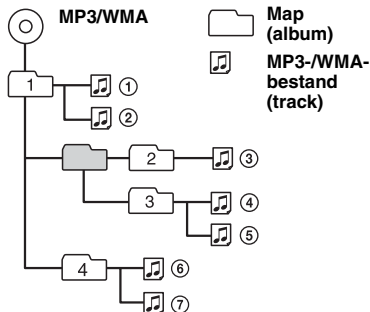 MP3/WMA
Map
(album)
MP3-/WMA-
bestand
(track)
1
①
②
2
③
3
④
⑤
4
⑥
⑦